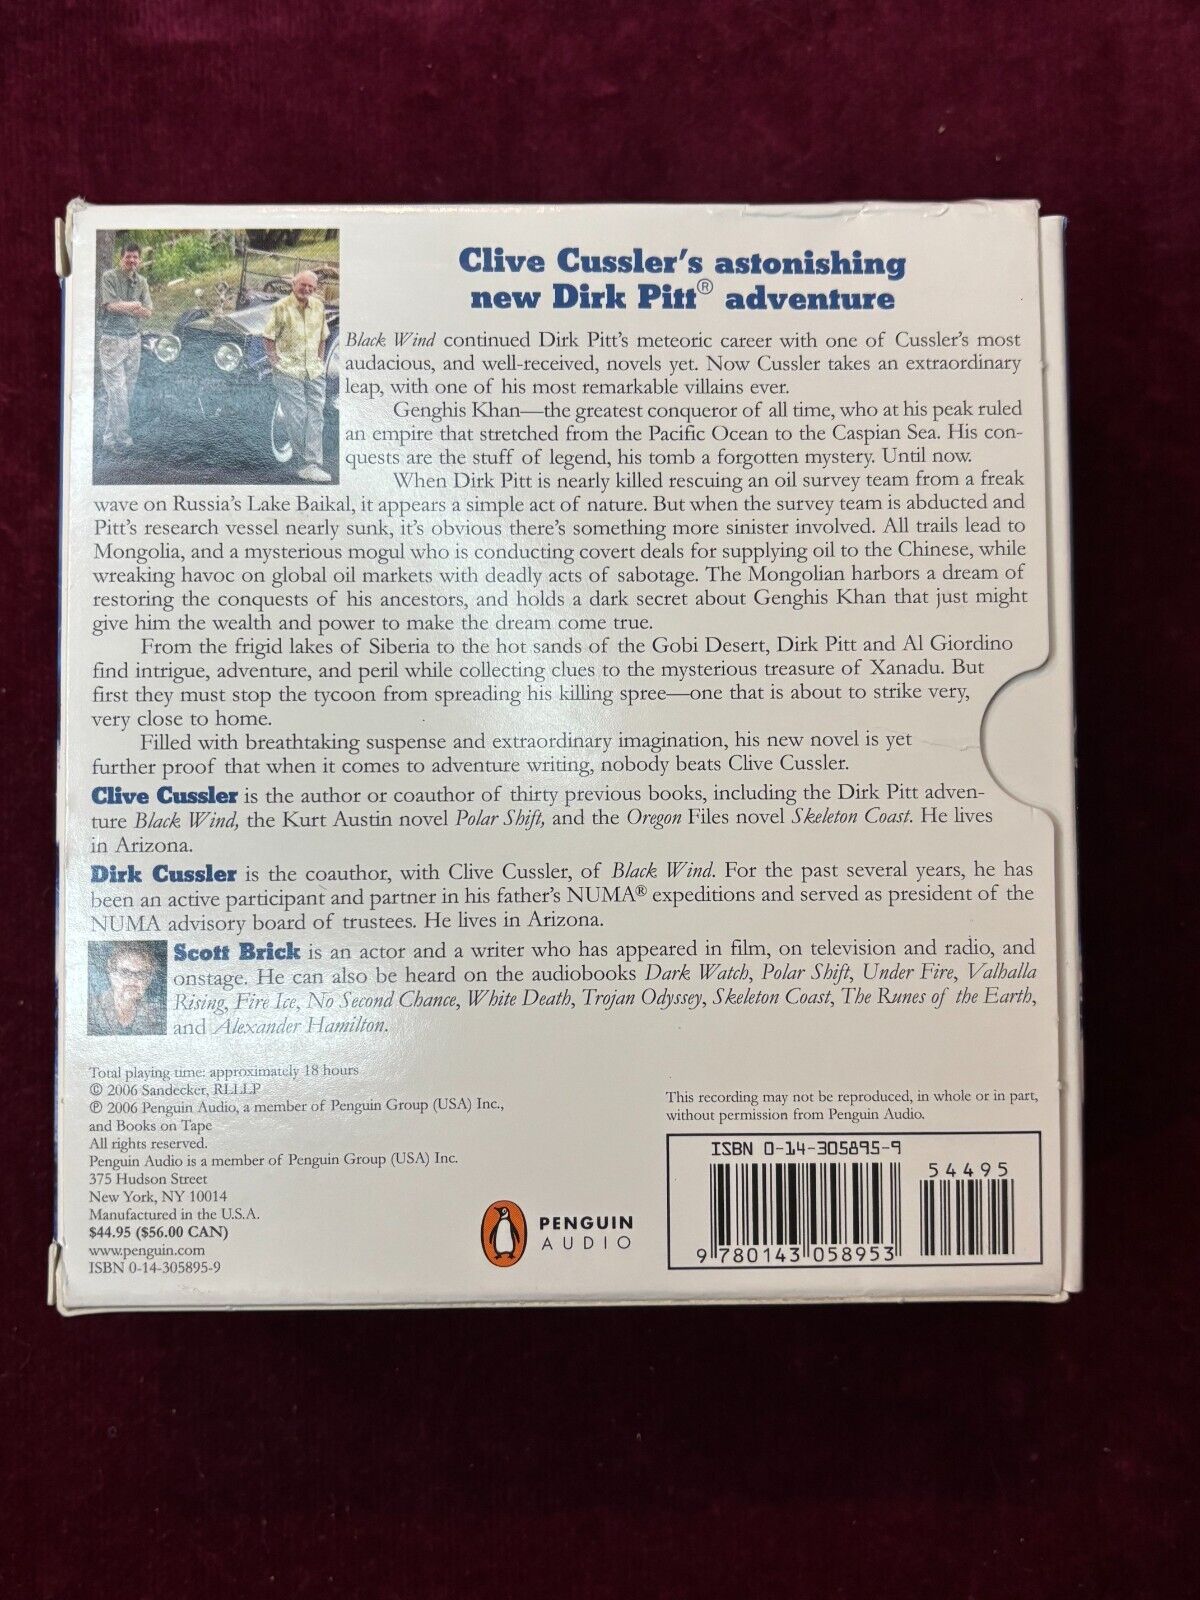 Clive Cussler's astonishing
new Dirk Pitt® adventure
Black Wind continued Dirk Pitt's meteoric career with one of Cussler's most
audacious, and well-received, novels yet. Now Cussler takes an extraordinary
leap, with one of his most remarkable villains ever.
Genghis Khan—the greatest conqueror of all time, who at his peak ruled
an empire that stretched from the Pacific Ocean to the Caspian Sea. His con-
quests are the stuff of legend, his tomb a forgotten mystery. Until now.
When Dirk Pitt is nearly killed rescuing an oil survey team from a freak
wave on Russia's Lake Baikal, it appears a simple act of nature. But when the survey team is abducted and
Pitt's research vessel nearly sunk, it's obvious there's something more sinister involved. All trails lead to
Mongolia, and a mysterious mogul who is conducting covert deals for supplying oil to the Chinese, while
wreaking havoc on global oil markets with deadly acts of sabotage. The Mongolian harbors a dream of
restoring the conquests of his ancestors, and holds a dark secret about Genghis Khan that just might
give him the wealth and power to make the dream come true.
From the frigid lakes of Siberia to the hot sands of the Gobi Desert, Dirk Pitt and Al Giordino
find intrigue, adventure, and peril while collecting clues to the mysterious treasure of Xanadu. But
first they must stop the tycoon from spreading his killing spree—one that is about to strike very,
very close to home.
Filled with breathtaking suspense and extraordinary imagination, his new novel is yet
further proof that when it comes to adventure writing, nobody beats Clive Cussler.
Clive Cussler is the author or coauthor of thirty previous books, including the Dirk Pitt adven-
ture Black Wind, the Kurt Austin novel Polar Shift, and the Oregon Files novel Skeleton Coast. He lives
in Arizona.
Dirk Cussler is the coauthor, with Clive Cussler, of Black Wind. For the past several years, he has
been an active participant and partner in his father's NUMA® expeditions and served as president of the
NUMA advisory board of trustees. He lives in Arizona.
Scott Brick is an actor and a writer who has appeared in film, on television and radio, and
onstage. He can also be heard on the audiobooks Dark Watch, Polar Shift, Under Fire, Valhalla
Rising, Fire Ice, No Second Chance, White Death, Trojan Odyssey, Skeleton Coast, The Runes of the Earth,
and Alexander Hamilton.
Total playing time: approximately 18 hours
© 2006 Sandecker, RLLLP
℗ 2006 Penguin Audio, a member of Penguin Group (USA) Inc.,
and Books on Tape
All rights reserved.
Penguin Audio is a member of Penguin Group (USA) Inc.
375 Hudson Street
New York, NY 10014
Manufactured in the U.S.A.
$44.95 ($56.00 CAN)
www.penguin.com
ISBN 0-14-305895-9
PENGUIN
AUDIO
This recording may not be reproduced, in whole or in part,
without permission from Penguin Audio.
ISBN 0-14-305895-9
54495
9 780143 058953